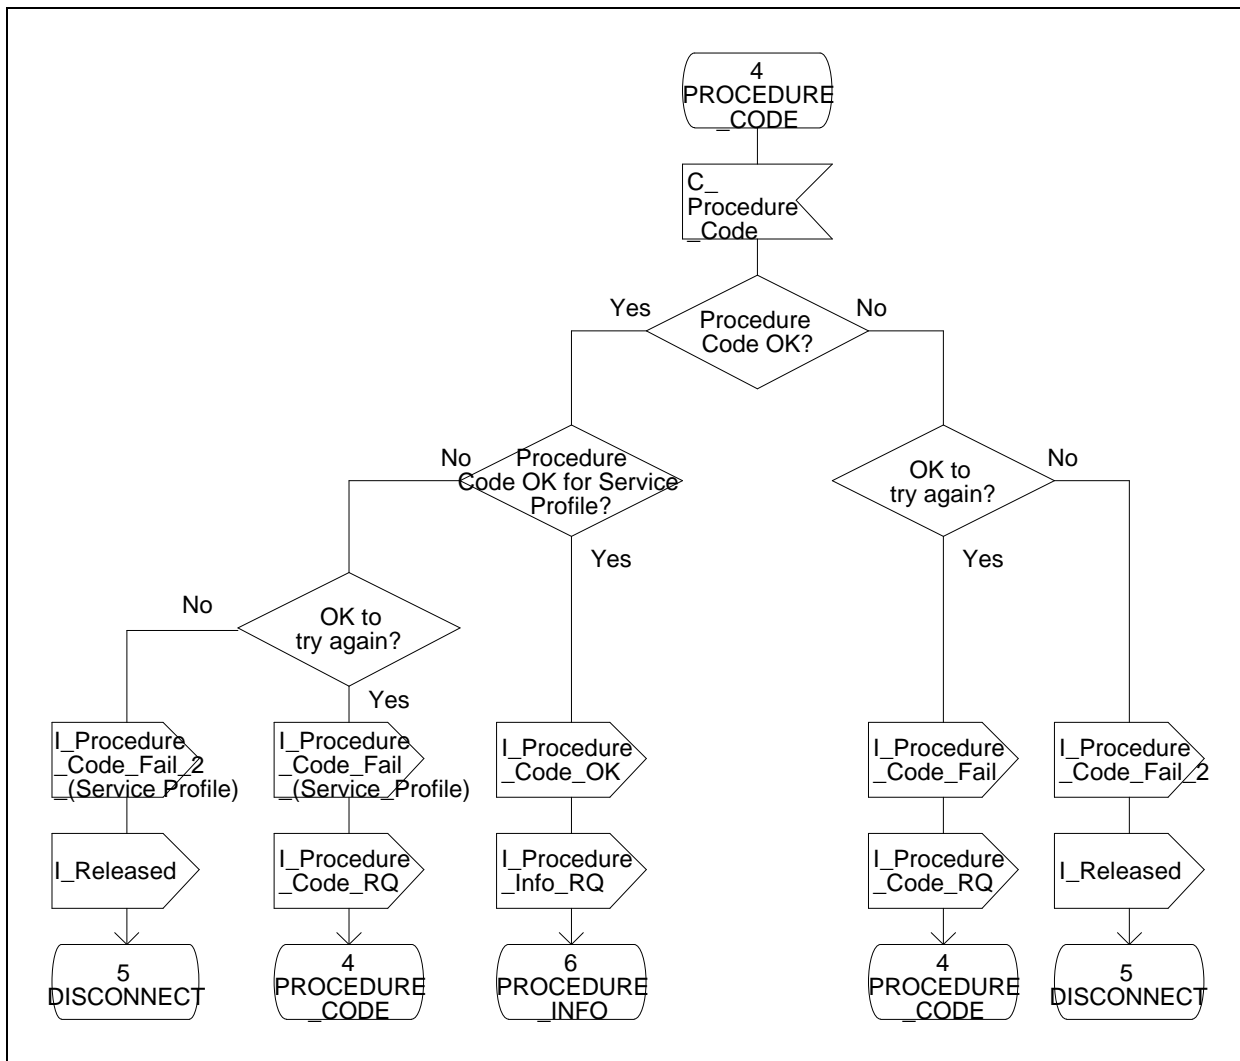 4
PROCEDURE
_CODE
C_
Procedure
_Code
Yes
No
Procedure
Code OK?
No
Procedure
Code OK for Service
Profile?
Yes
OK to
try again?
No
Yes
No
OK to
try again?
Yes
I_Procedure
_Code_Fail_2
_(Service Profile)
I_Procedure
_Code_Fail
_(Service_Profile)
I_Procedure
_Code_OK
I_Procedure
_Code_Fail
I_Procedure
_Code_Fail_2
I_Released
I_Procedure
_Code_RQ
I_Procedure
_Info_RQ
I_Procedure
_Code_RQ
I_Released
5
DISCONNECT
4
PROCEDURE
_CODE
6
PROCEDURE
_INFO
4
PROCEDURE
_CODE
5
DISCONNECT